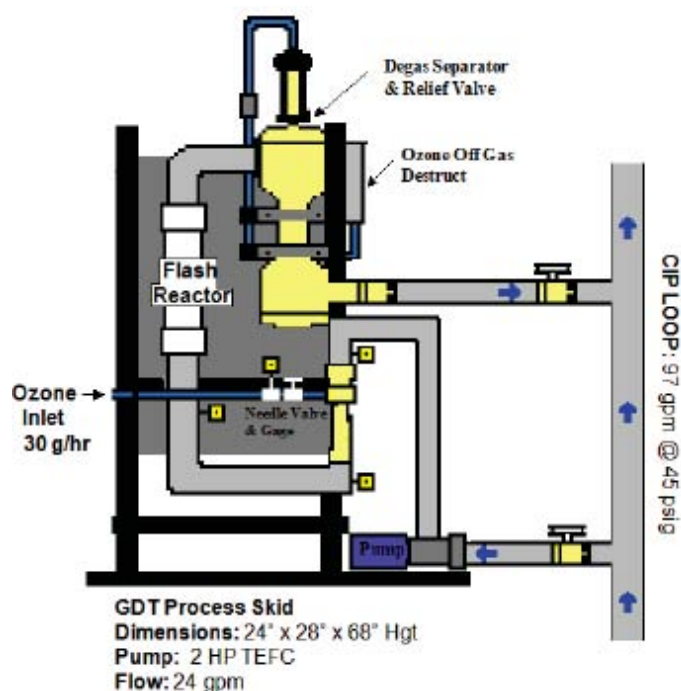 Degas Separator
& Relief Valve
Ozone Off Gas
Destruct
Flash
Reactor
Ozone
Inlet
30 g/hr
Needle Valve
& Gage
CIP LOOP: 97 gpm @ 45 psig
Pump
GDT Process Skid
Dimensions: 24" x 28" x 68" Hgt
Pump: 2 HP TEFC
Flow: 24 gpm